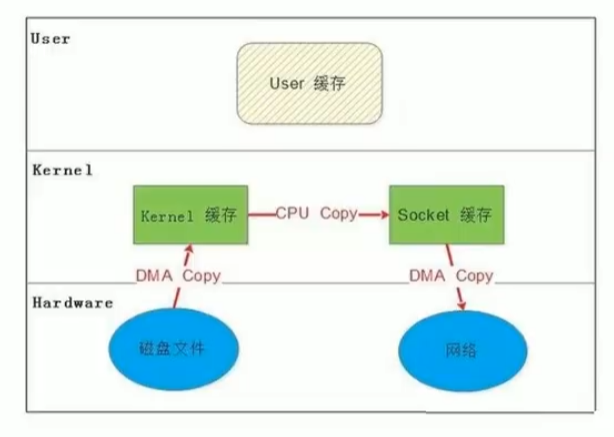 User
User 缓存
Kernel
Kernel 缓存
CPU Copy
Socket 缓存
DMA Copy
DMA Copy
Hardware
磁盘文件
网络